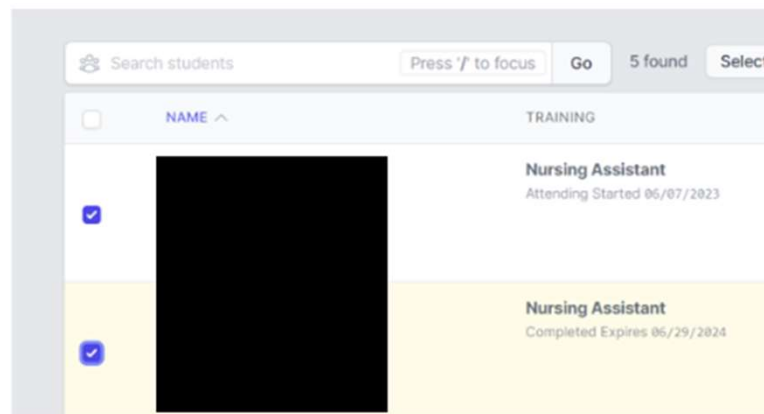 Search students Press '/' to focus Go 5 found Select
NAME TRAINING
Nursing Assistant
Attending Started 06/07/2023
Nursing Assistant
Completed Expires 06/29/2024